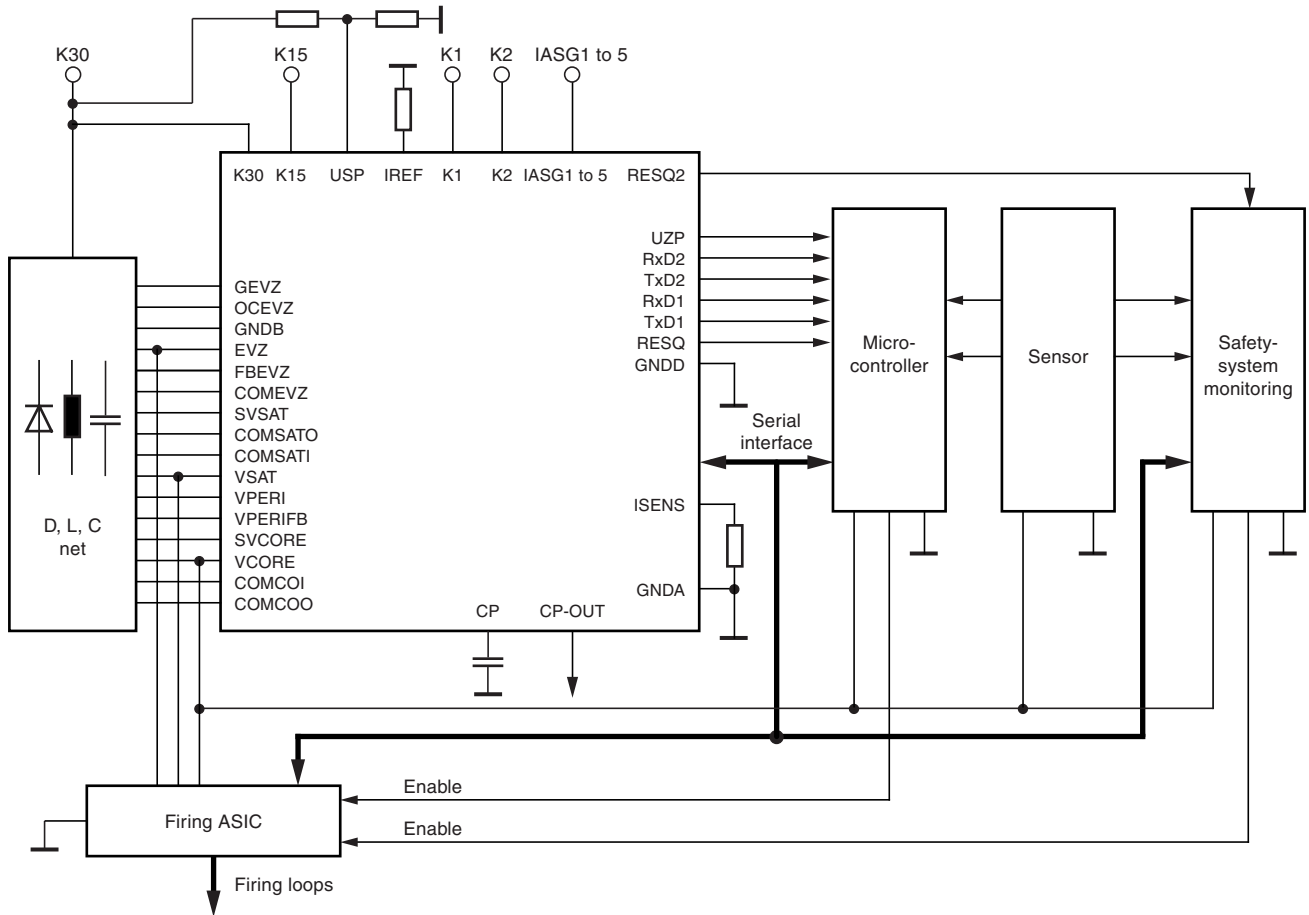 K30
K15
K1
K2
IASG1 to 5
K30
K15
USP
IREF
K1
K2
IASG1 to 5
RESQ2
UZP
RxD2
TxD2
RxD1
TxD1
RESQ
GNDD
GEVZ
OCEVZ
GNDB
EVZ
FBEVZ
COMEVZ
SVSAT
COMSATO
COMSATI
VSAT
VPERI
VPERIFB
SVCORE
VCORE
COMCOI
COMCOO
D, L, C
net
Serial
interface
ISENS
GNDA
CP
CP-OUT
Micro-
controller
Sensor
Safety-
system
monitoring
Enable
Enable
Firing ASIC
Firing loops